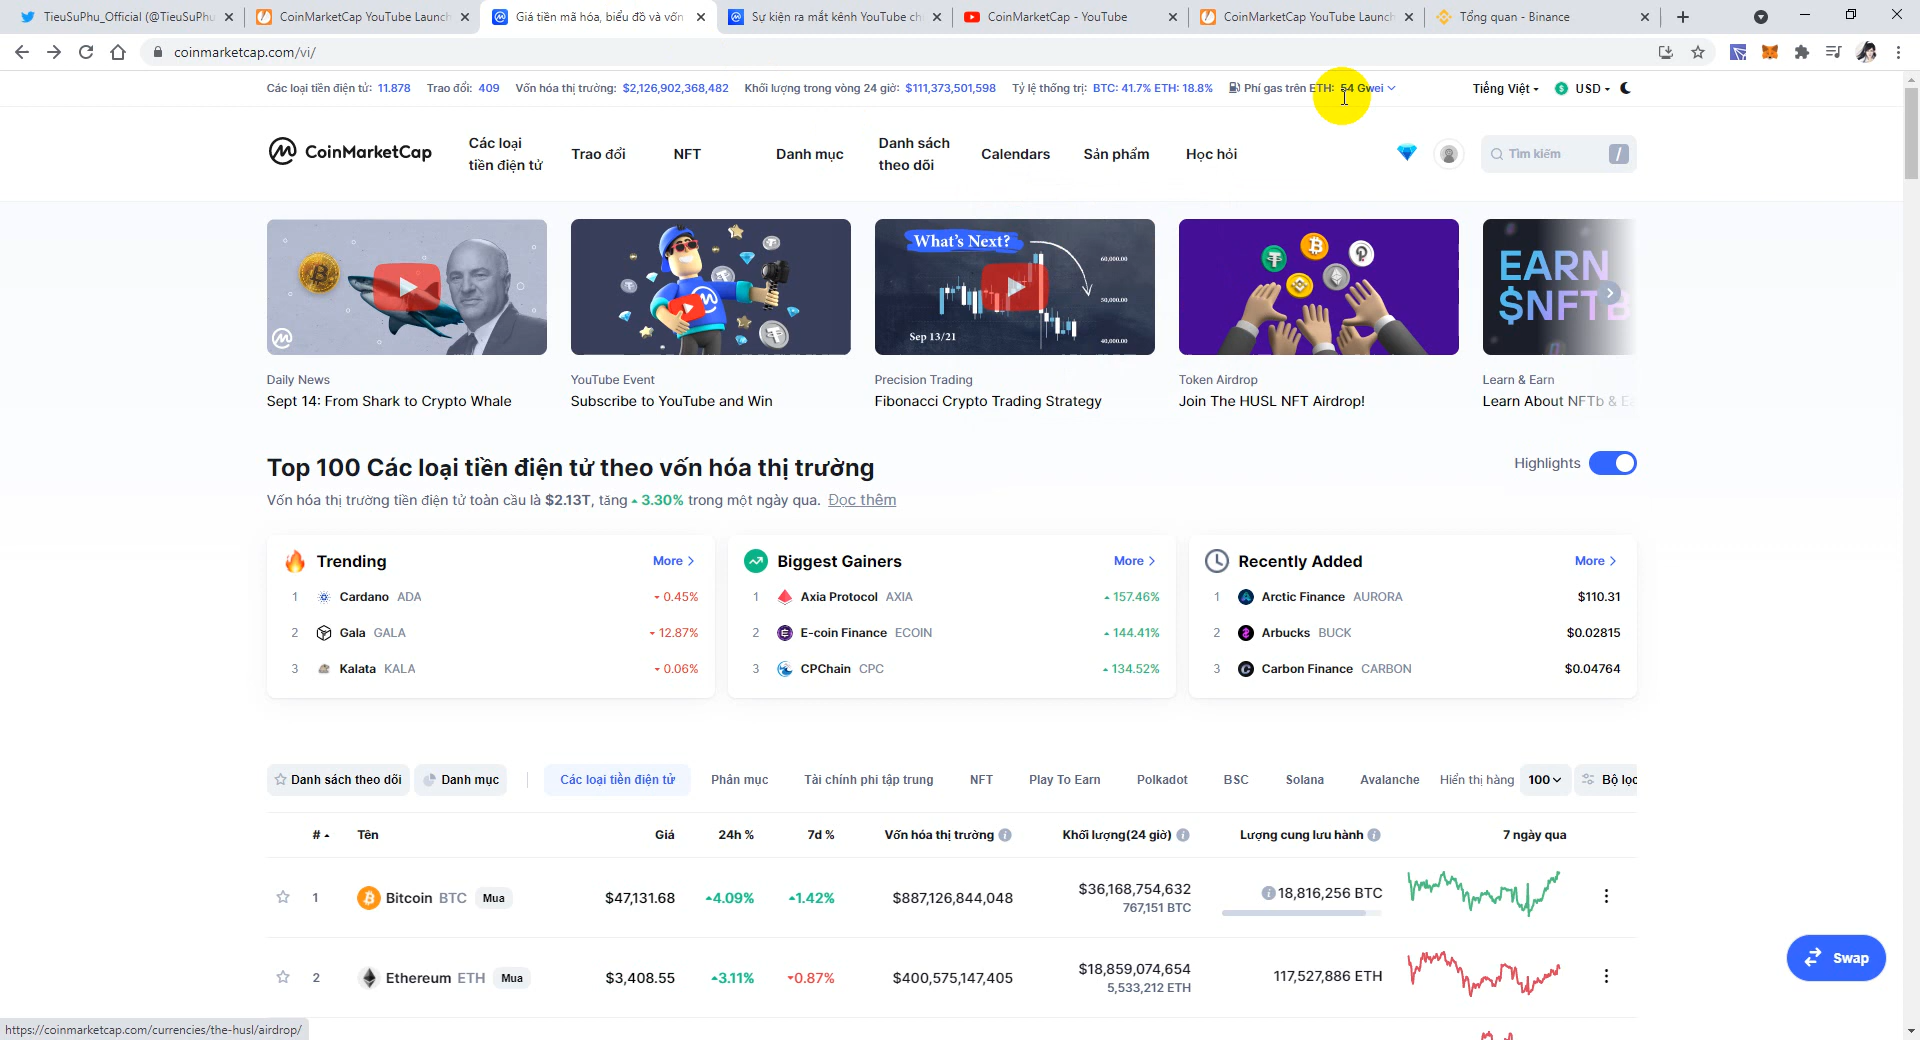 TieuSuPhu_Official (@TieuSuPhu
CoinMarketCap YouTube Launch
Giá tiền mã hóa, biểu đồ và vốn
Sự kiện ra mắt kênh YouTube ch
CoinMarketCap - YouTube
CoinMarketCap YouTube Launch
Tổng quan - Binance
coinmarketcap.com/vi/
Các loại tiền điện tử: 11.878 Trao đổi: 409 Vốn hóa thị trường: $2,126,902,368,482 Khối lượng trong vòng 24 giờ: $111,373,501,598 Tỷ lệ thống trị: BTC: 41.7% ETH: 18.8% Phí gas trên ETH: 54 Gwei
Tiếng Việt USD
CoinMarketCap
Các loại tiền điện tử
Trao đổi
NFT
Danh mục
Danh sách theo dõi
Calendars
Sản phẩm
Học hỏi
Tìm kiếm /
What's Next?
60,000.00
50,000.00
40,000.00
Sep 13/21
EARN
$NFTB
Daily News
Sept 14: From Shark to Crypto Whale
YouTube Event
Subscribe to YouTube and Win
Precision Trading
Fibonacci Crypto Trading Strategy
Token Airdrop
Join The HUSL NFT Airdrop!
Learn & Earn
Learn About NFTb & Ea
Top 100 Các loại tiền điện tử theo vốn hóa thị trường
Highlights
Vốn hóa thị trường tiền điện tử toàn cầu là $2.13T, tăng 3.30% trong một ngày qua. Đọc thêm
Trending More
1 Cardano ADA 0.45%
2 Gala GALA 12.87%
3 Kalata KALA 0.06%
Biggest Gainers More
1 Axia Protocol AXIA 157.46%
2 E-coin Finance ECOIN 144.41%
3 CPChain CPC 134.52%
Recently Added More
1 Arctic Finance AURORA $110.31
2 Arbucks BUCK $0.02815
3 Carbon Finance CARBON $0.04764
Danh sách theo dõi Danh mục Các loại tiền điện tử Phân mục Tài chính phi tập trung NFT Play To Earn Polkadot BSC Solana Avalanche Hiển thị hàng 100 Bộ lọc
# Tên Giá 24h % 7d % Vốn hóa thị trường Khối lượng(24 giờ) Lượng cung lưu hành 7 ngày qua
1 Bitcoin BTC Mua $47,131.68 4.09% 1.42% $887,126,844,048 $36,168,754,632 18,816,256 BTC
767,151 BTC
2 Ethereum ETH Mua $3,408.55 3.11% 0.87% $400,575,147,405 $18,859,074,654 117,527,886 ETH
5,533,212 ETH
Swap
https://coinmarketcap.com/currencies/the-husl/airdrop/